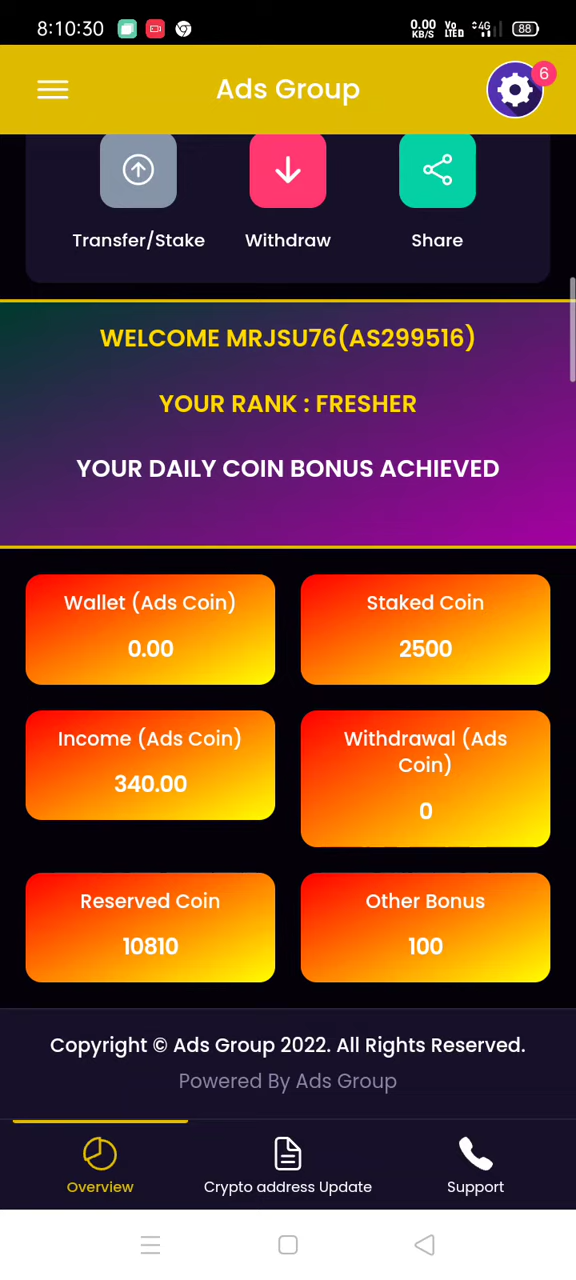 8:10:30
0.00 KB/S
Vo LTE
4G
88
Ads Group
6
Transfer/Stake
Withdraw
Share
WELCOME MRJSU76(AS299516)
YOUR RANK : FRESHER
YOUR DAILY COIN BONUS ACHIEVED
Wallet (Ads Coin)
0.00
Staked Coin
2500
Income (Ads Coin)
340.00
Withdrawal (Ads
Coin)
0
Reserved Coin
10810
Other Bonus
100
Copyright © Ads Group 2022. All Rights Reserved.
Powered By Ads Group
Overview
Crypto address Update
Support